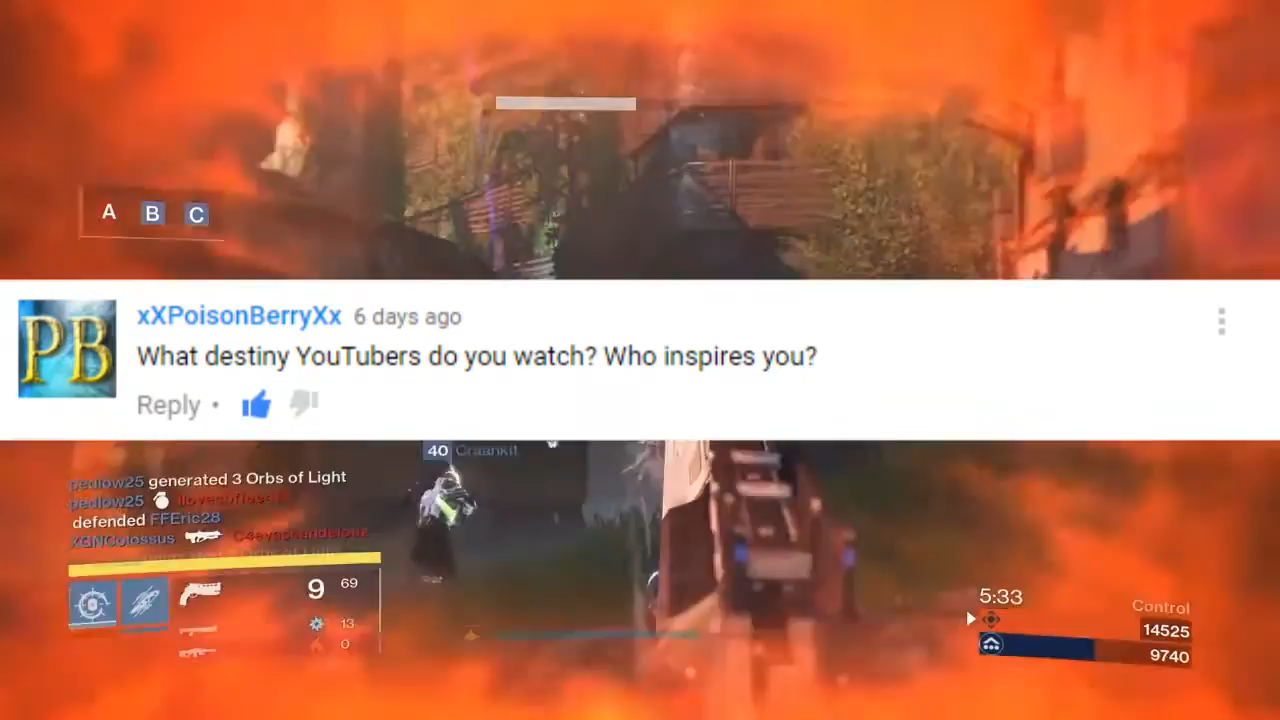 A B C
PB
xXPoisonBerryXx 6 days ago
What destiny YouTubers do you watch? Who inspires you?
Reply •
40 Craankit
pedlow25 generated 3 Orbs of Light
pedlow25
defended FFEric28
XGNColossus
9 69
13
0
5:33
Control
14525
9740